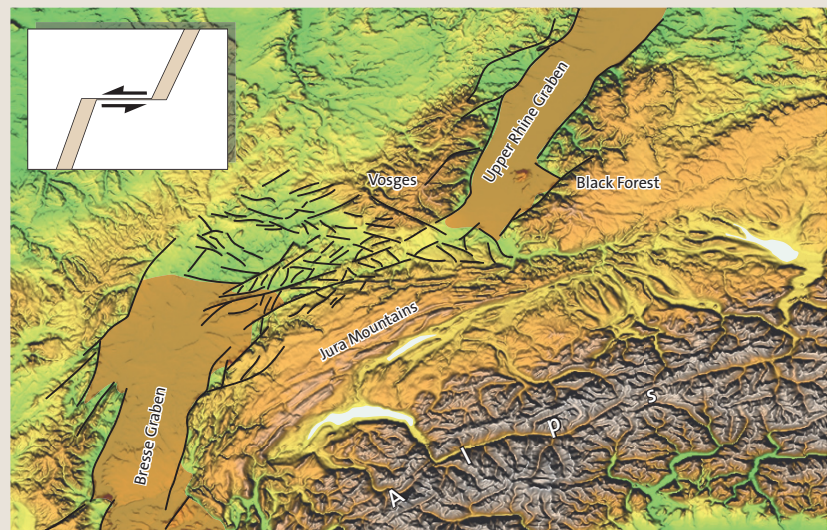 Upper Rhine Graben
Vosges
Black Forest
Jura Mountains
Bresse Graben
A l p s